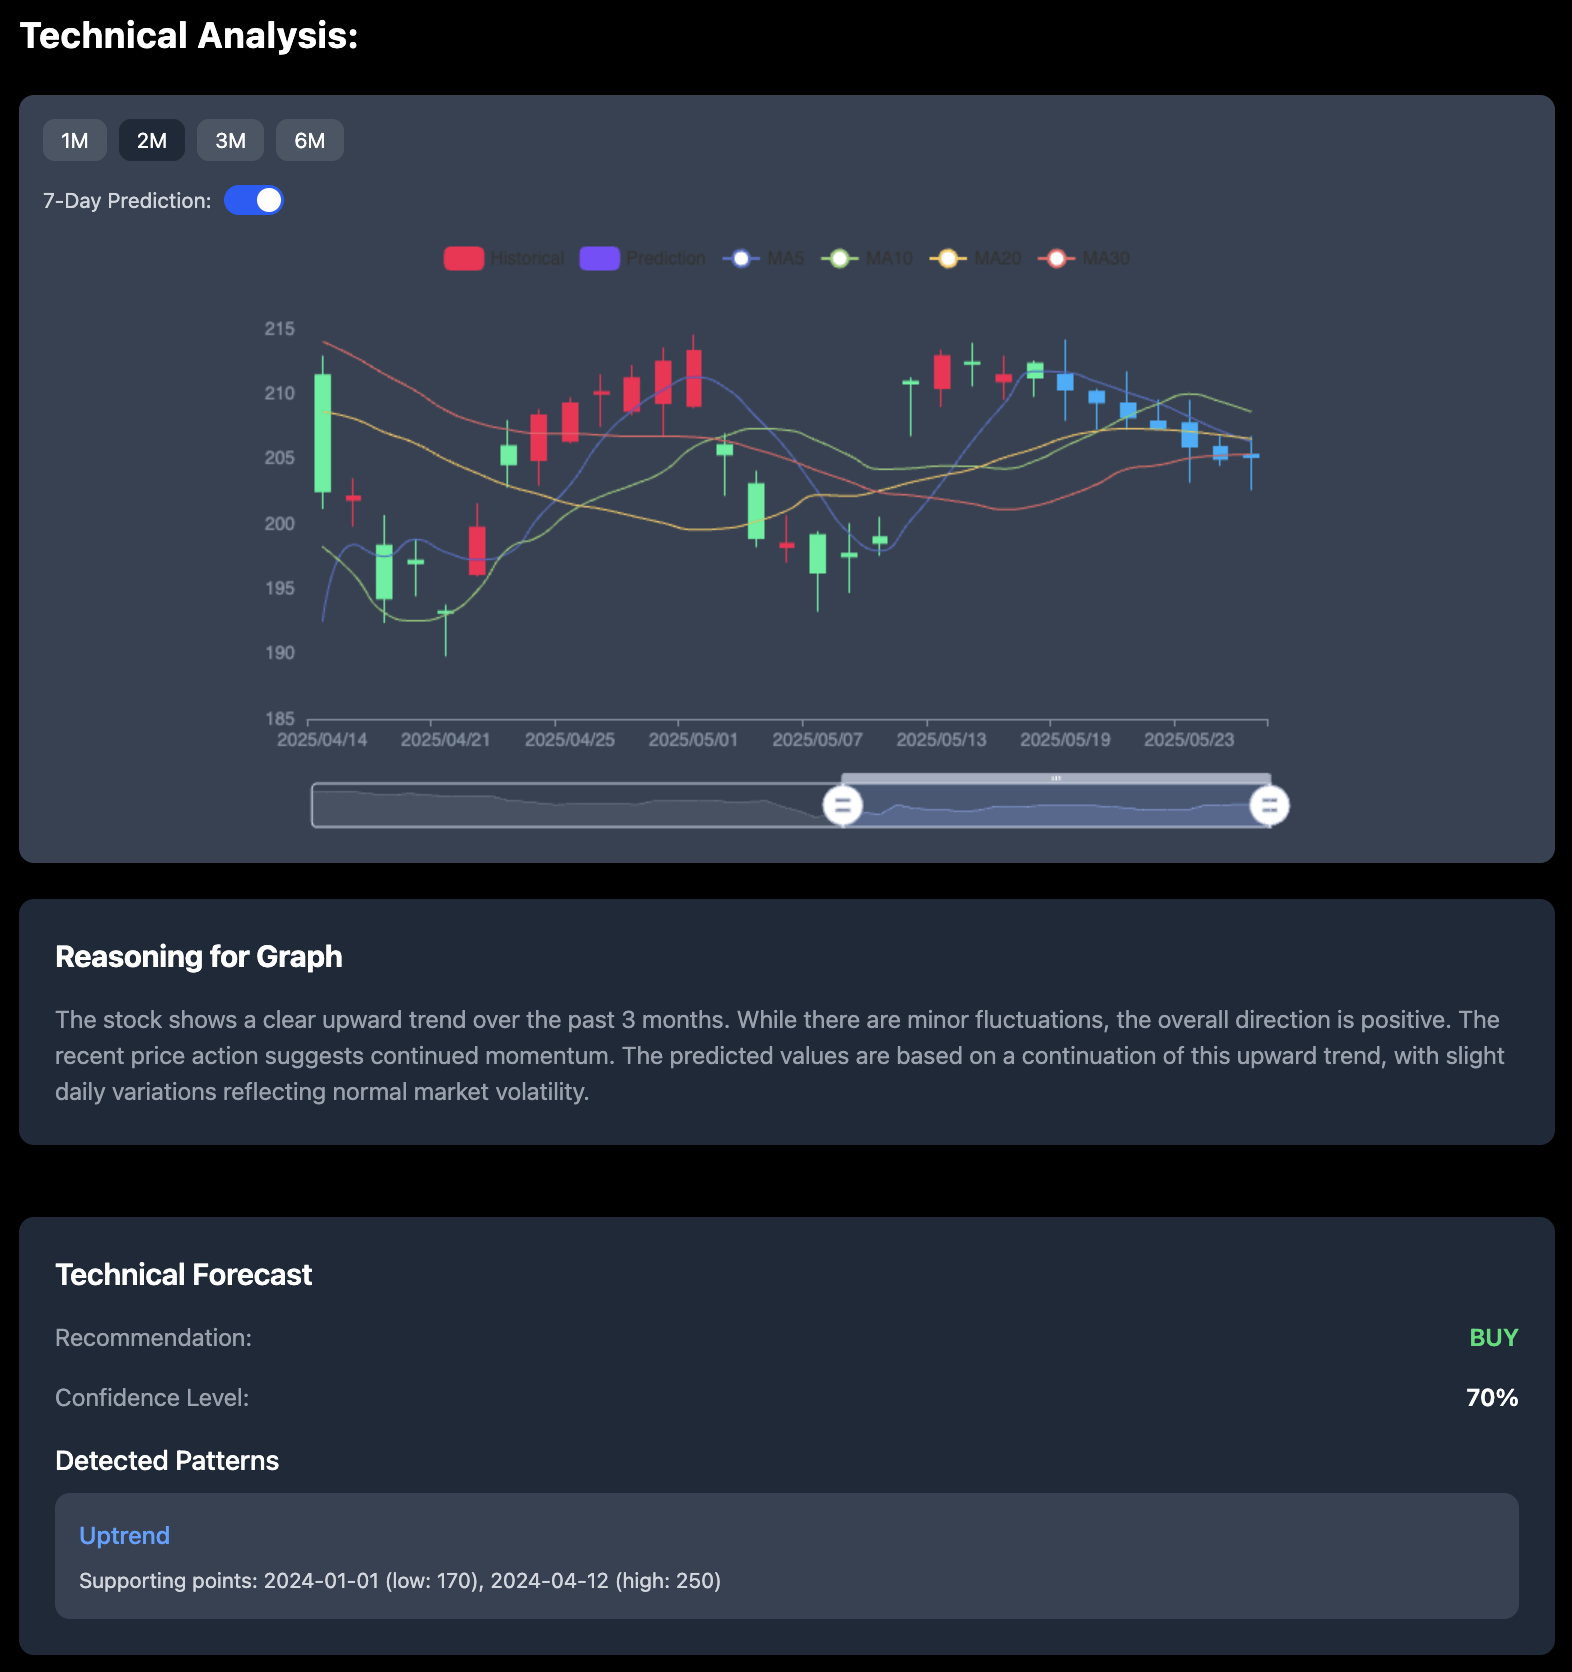 Technical Analysis:
1M 2M 3M 6M
7-Day Prediction:
Historical Prediction MA5 MA10 MA20 MA30
215
210
205
200
195
190
185
2025/04/14 2025/04/21 2025/04/25 2025/05/01 2025/05/07 2025/05/13 2025/05/19 2025/05/23
Reasoning for Graph
The stock shows a clear upward trend over the past 3 months. While there are minor fluctuations, the overall direction is positive. The
recent price action suggests continued momentum. The predicted values are based on a continuation of this upward trend, with slight
daily variations reflecting normal market volatility.
Technical Forecast
Recommendation: BUY
Confidence Level: 70%
Detected Patterns
Uptrend
Supporting points: 2024-01-01 (low: 170), 2024-04-12 (high: 250)